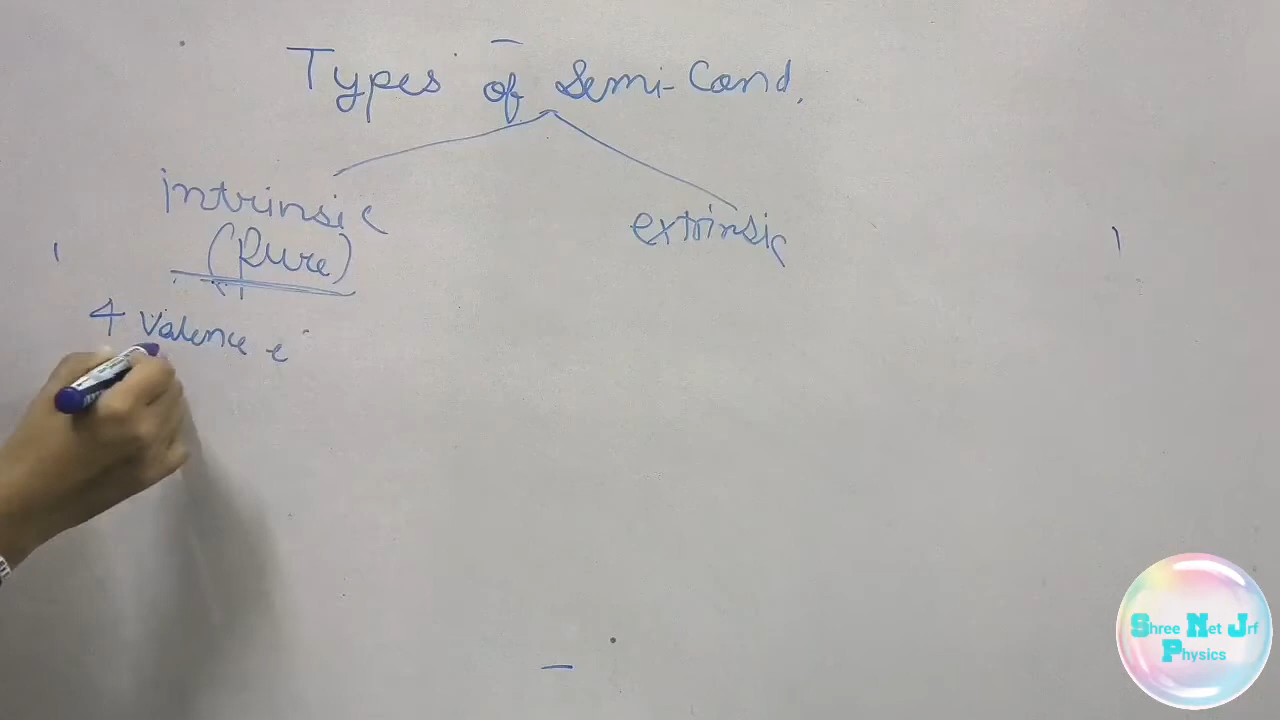 Types of Semi-Cond.
intrinsic
(Pure)
extrinsic
4 valence e⁻
Shree Net Jrf
Physics